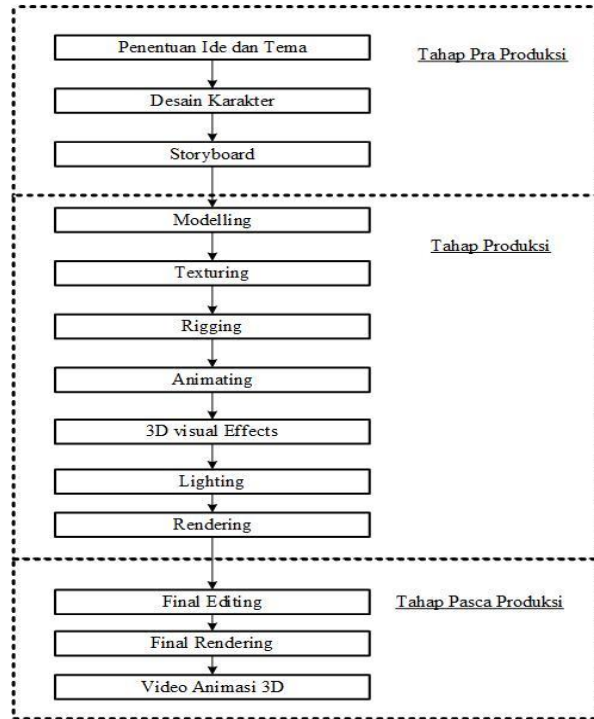 Penentuan Ide dan Tema
Tahap Pra Produksi
Desain Karakter
Storyboard
Modelling
Tahap Produksi
Texturing
Rigging
Animating
3D visual Effects
Lighting
Rendering
Final Editing
Tahap Pasca Produksi
Final Rendering
Video Animasi 3D